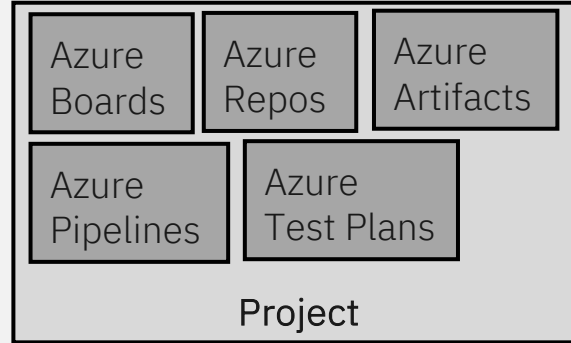 Azure
Boards
Azure
Repos
Azure
Artifacts
Azure
Pipelines
Azure
Test Plans
Project